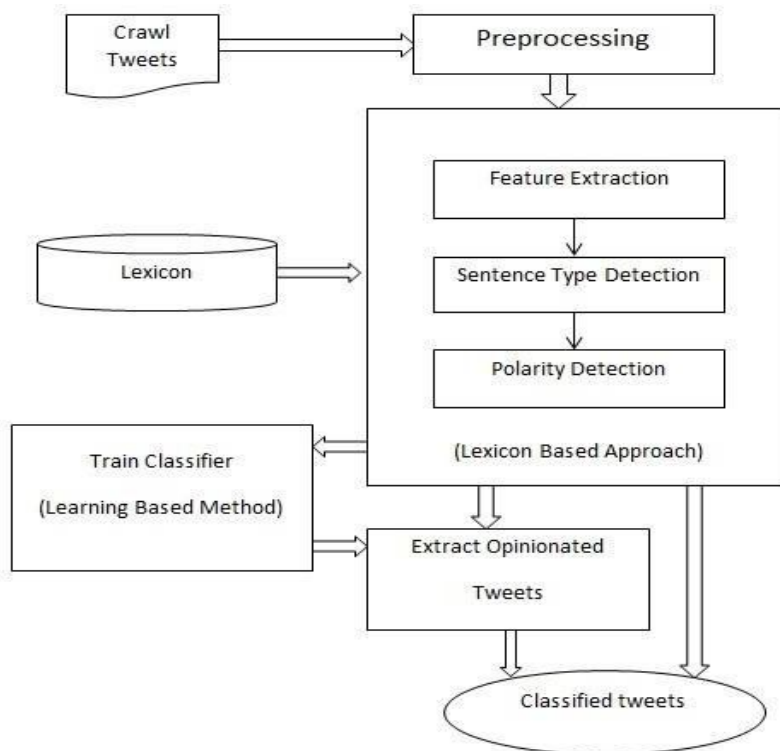 Crawl
Tweets
Preprocessing
Feature Extraction
Lexicon
Sentence Type Detection
Polarity Detection
(Lexicon Based Approach)
Train Classifier
(Learning Based Method)
Extract Opinionated
Tweets
Classified tweets